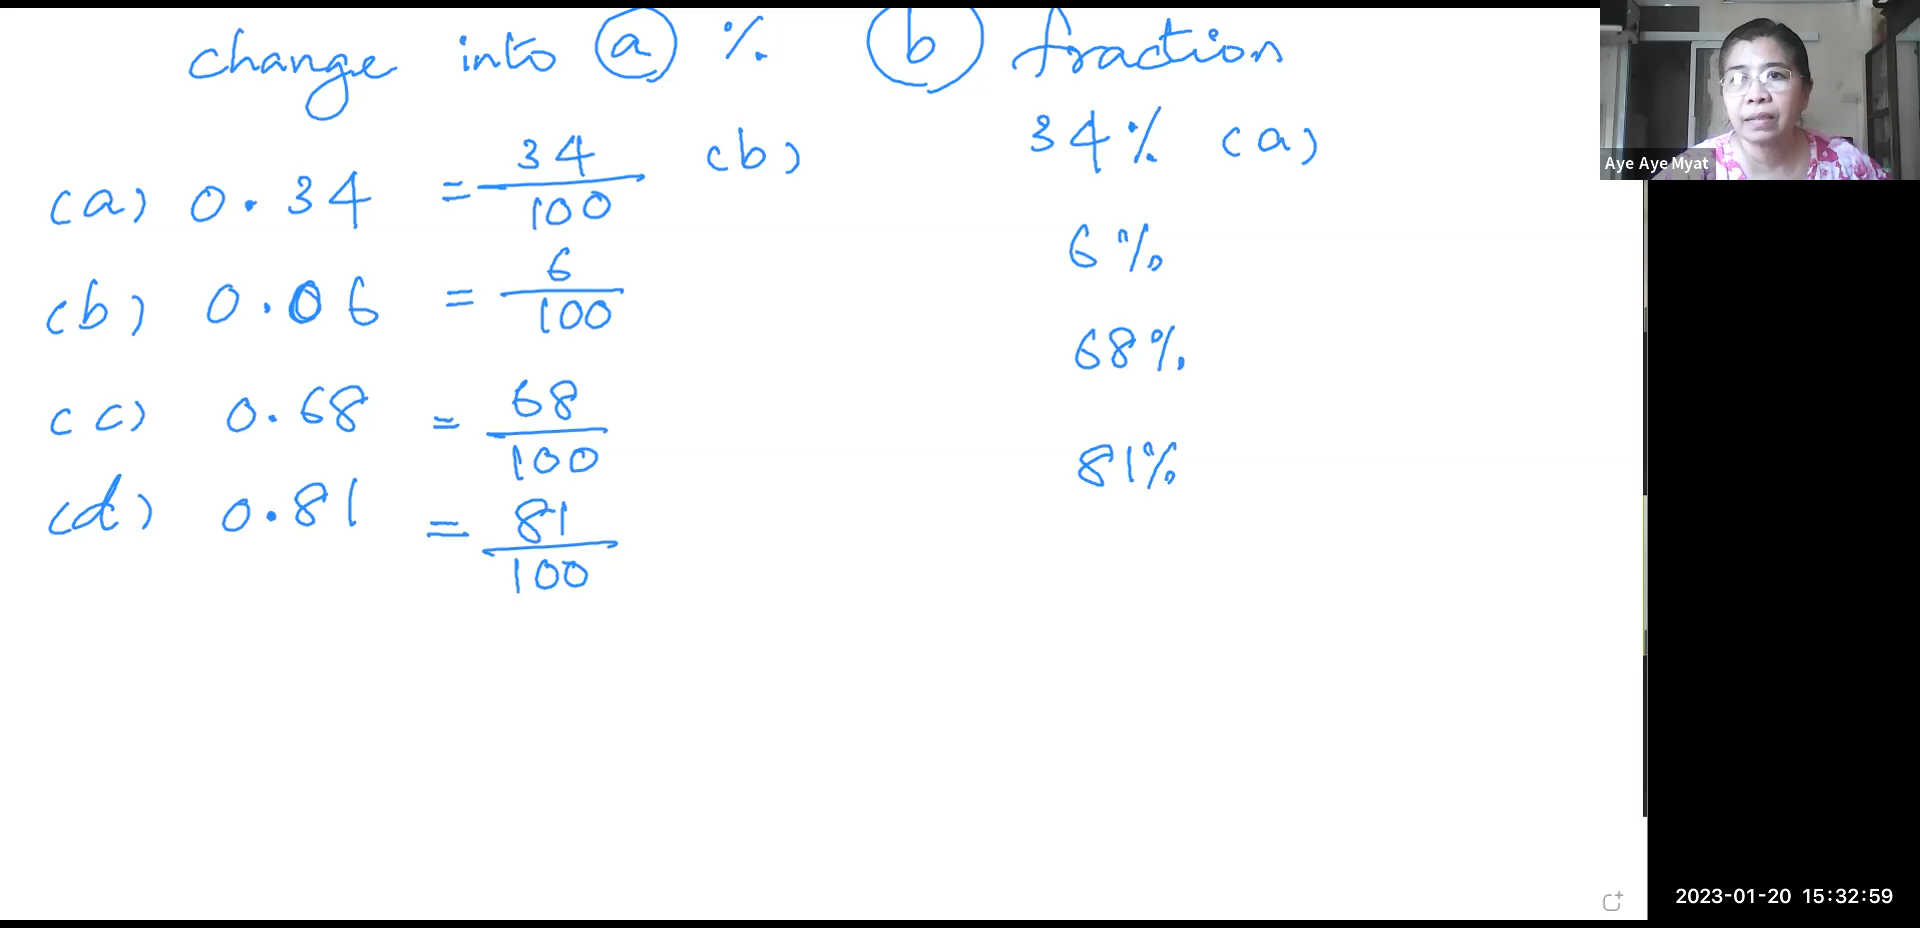 change into (a) % (b) fraction
(a) 0.34 = 34/100 (b) 34% (a)
Aye Aye Myat
(b) 0.06 = 6/100 6%
(c) 0.68 = 68/100 68%
(d) 0.81 = 81/100 81%
2023-01-20 15:32:59